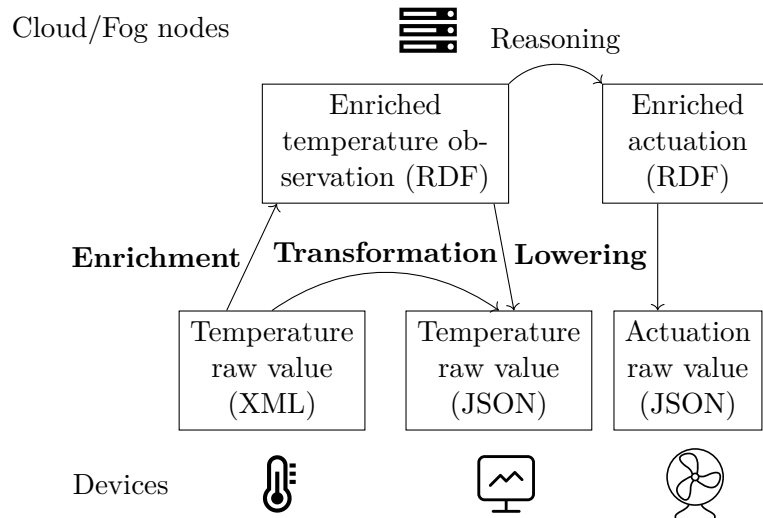 Cloud/Fog nodes
Reasoning
Enriched
temperature ob-
servation (RDF)
Enriched
actuation
(RDF)
Enrichment
Transformation
Lowering
Temperature
raw value
(XML)
Temperature
raw value
(JSON)
Actuation
raw value
(JSON)
Devices